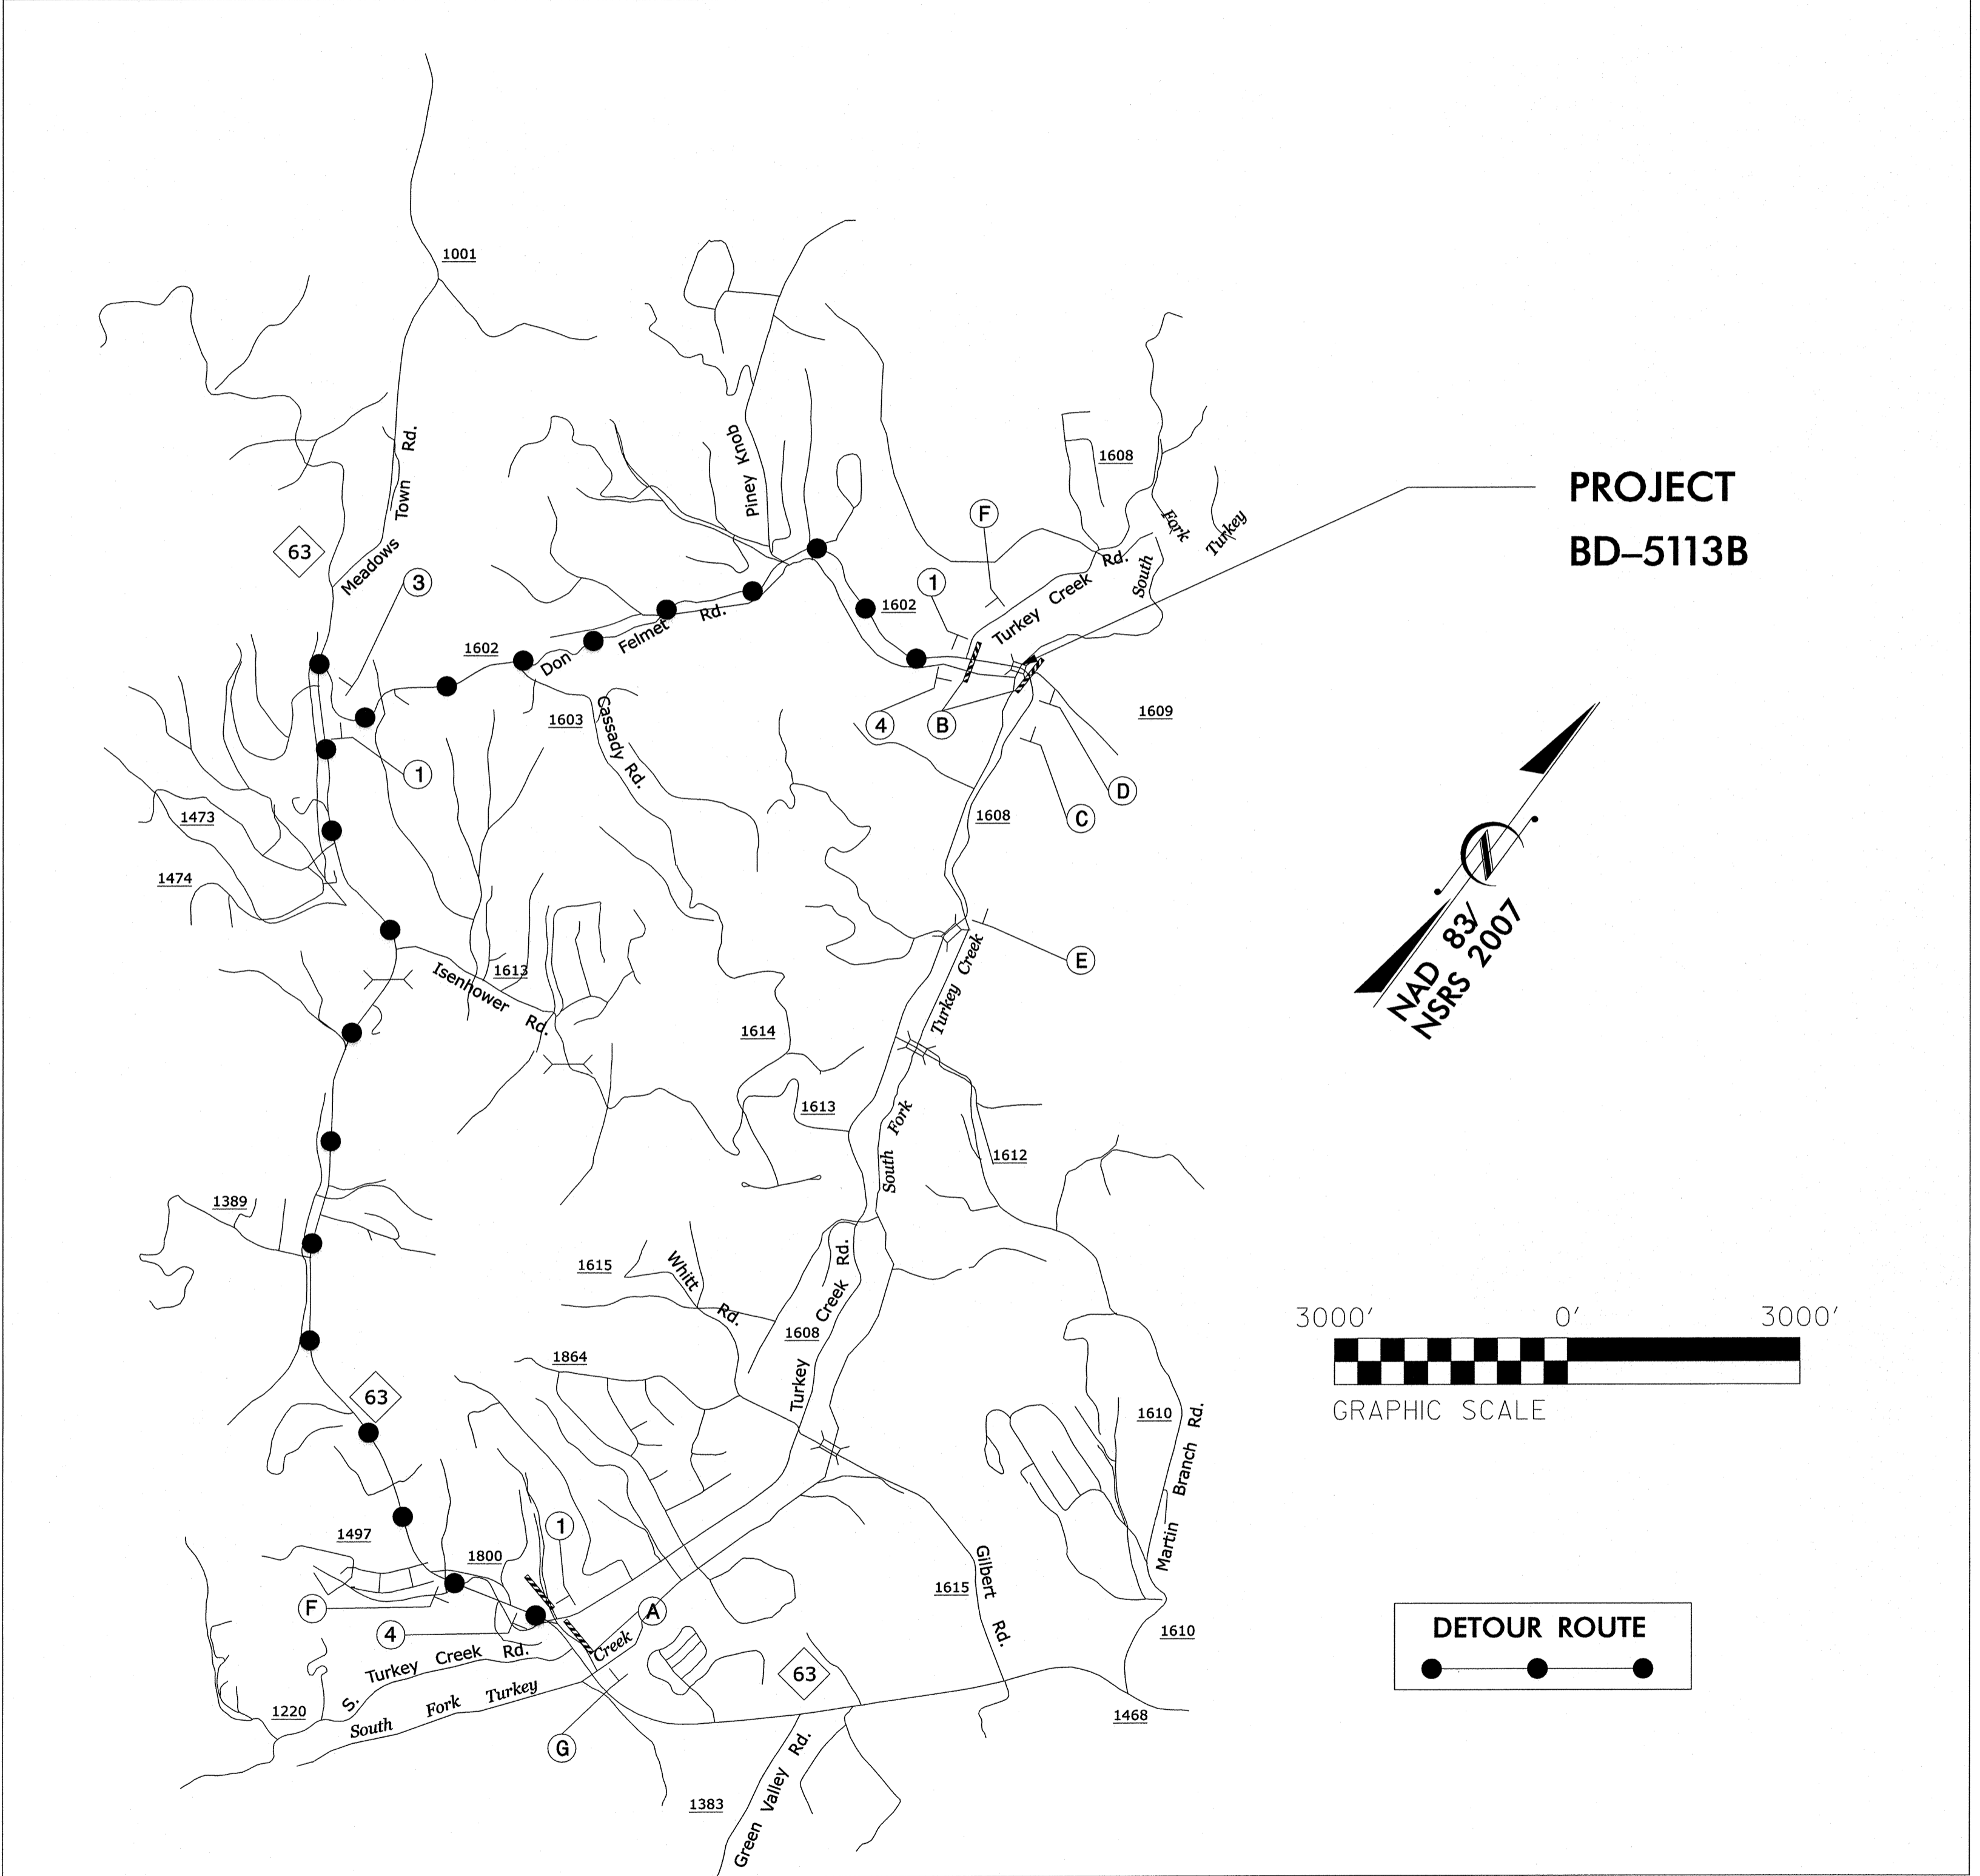 1001
Piney Knob
Town Rd.
Meadows
63
3
1608
PROJECT
BD–5113B
F
Fork
Turkey
South
Turkey Creek Rd.
1
1602
1602
Don Felmet Rd.
1603
Cassady Rd.
4
B
1609
D
C
1
1608
1473
1474
E
Turkey Creek
NAD 83/
NSRS 2007
Isenhower Rd.
1613
1614
1613
South Fork
1612
1389
1615
Whitt Rd.
Turkey Creek Rd.
1608
3000' 0' 3000'
GRAPHIC SCALE
1864
63
1610
Martin Branch Rd.
1497
1800
1
F
4
A
1615
Gilbert Rd.
1610
DETOUR ROUTE
S. Turkey Creek Rd.
South Fork Turkey Creek
1220
63
1468
G
1383
Green Valley Rd.